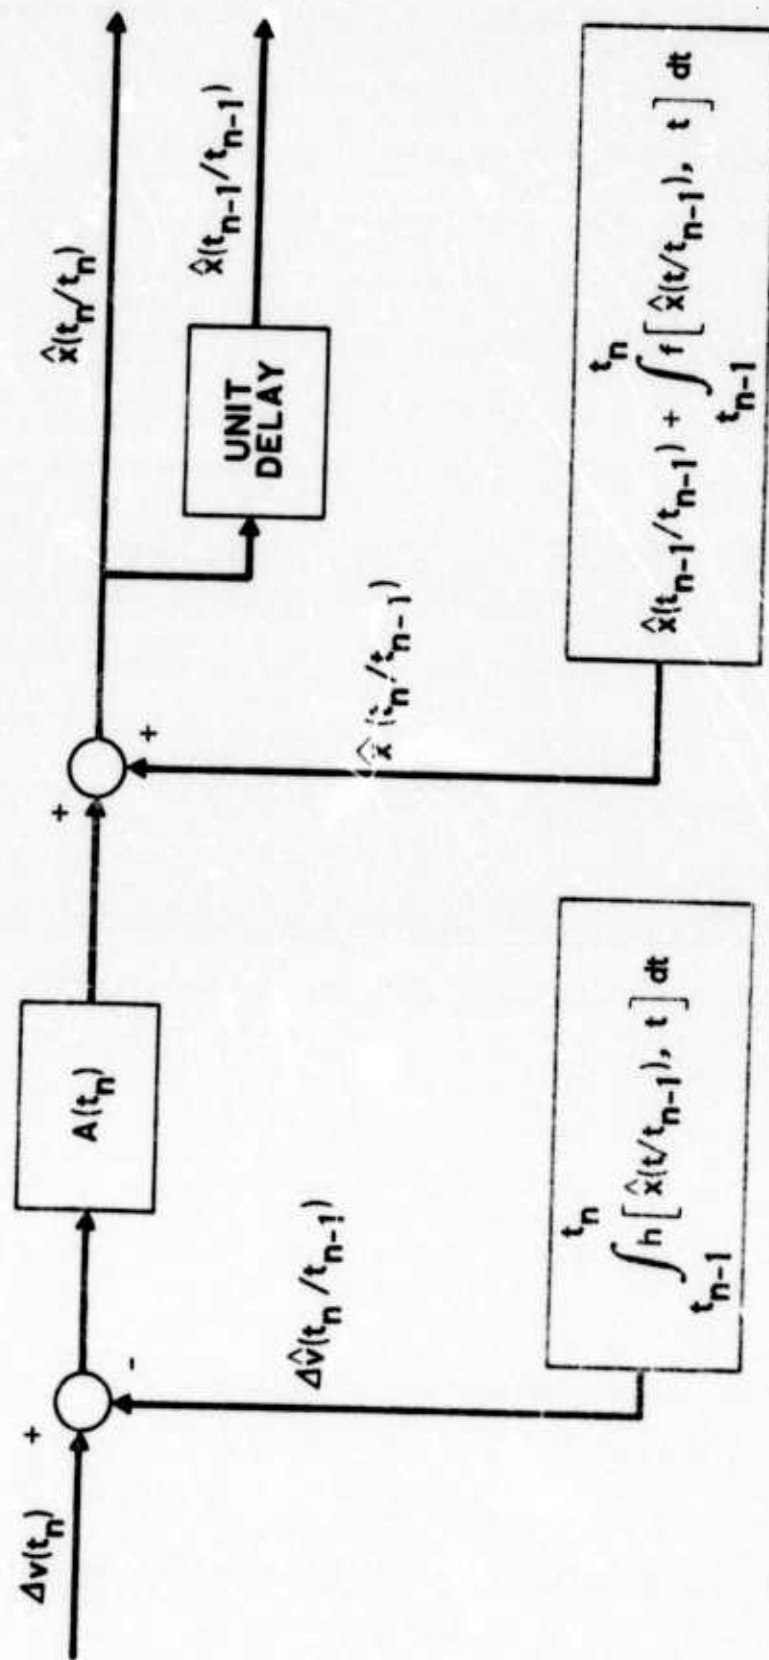 Δv(t_n)
+
-
Δv̂(t_n/t_{n-1})
∫_{t_{n-1}}^{t_n} h[x̂(t/t_{n-1}), t] dt
A(t_n)
+
+
x̂(t_n/t_{n-1})
x̂(t_{n-1}/t_{n-1}) + ∫_{t_{n-1}}^{t_n} f[x̂(t/t_{n-1}), t] dt
UNIT
DELAY
x̂(t_n/t_n)
x̂(t_{n-1}/t_{n-1})